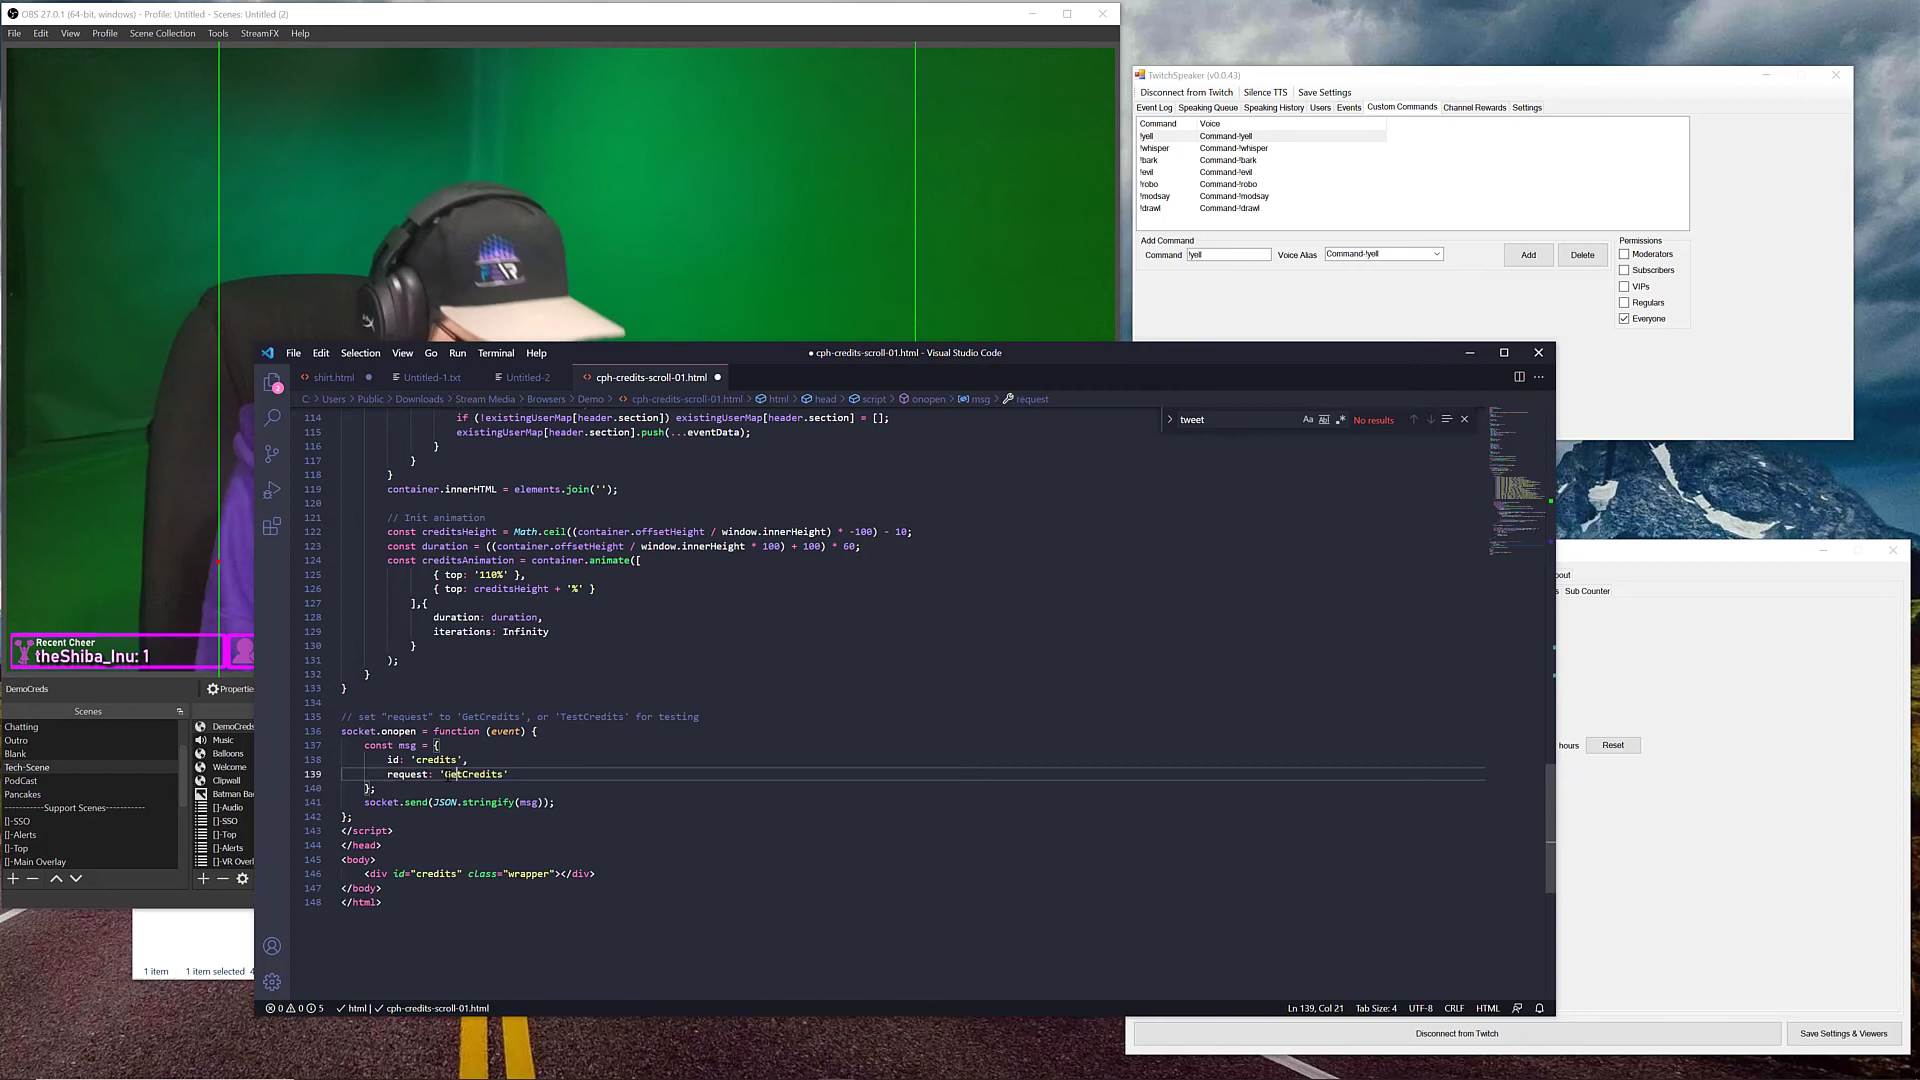 OBS 27.0.1 (64-bit, windows) - Profile: Untitled - Scenes: Untitled (2)
File Edit View Profile Scene Collection Tools StreamFX Help
Recent Cheer
theShiba_Inu: 1
DemoCreds
Properties
Scenes
Chatting
Outro
Blank
Tech-Scene
PodCast
Pancakes
-----------Support Scenes-----------
[]-SSO
[]-Alerts
[]-Top
[]-Main Overlay
DemoCreds
Music
Balloons
Welcome
Clipwall
Batman Ba
[]-Audio
[]-SSO
[]-Top
[]-Alerts
[]-VR Over
1 item 1 item selected
TwitchSpeaker (v0.0.43)
Disconnect from Twitch Silence TTS Save Settings
Event Log Speaking Queue Speaking History Users Events Custom Commands Channel Rewards Settings
Command Voice
!yell Command-!yell
!whisper Command-!whisper
!bark Command-!bark
!evil Command-!evil
!robo Command-!robo
!modsay Command-!modsay
!drawl Command-!drawl
Add Command
Command !yell Voice Alias Command-!yell Add Delete
Permissions
Moderators
Subscribers
VIPs
Regulars
Everyone
File Edit Selection View Go Run Terminal Help
● cph-credits-scroll-01.html - Visual Studio Code
shirt.html Untitled-1.txt Untitled-2 cph-credits-scroll-01.html
C: > Users > Public > Downloads > Stream Media > Browsers > Demo > cph-credits-scroll-01.html > html > head > script > onopen > msg > request
tweet No results
2
114 if (!existingUserMap[header.section]) existingUserMap[header.section] = [];
115 existingUserMap[header.section].push(...eventData);
116 }
117 }
118 }
119 container.innerHTML = elements.join('');
120
121 // Init animation
122 const creditsHeight = Math.ceil((container.offsetHeight / window.innerHeight) * -100) - 10;
123 const duration = ((container.offsetHeight / window.innerHeight * 100) + 100) * 60;
124 const creditsAnimation = container.animate([
125 { top: '110%' },
126 { top: creditsHeight + '%' }
127 ],{
128 duration: duration,
129 iterations: Infinity
130 }
131 );
132 }
133 }
134
135 // set "request" to 'GetCredits', or 'TestCredits' for testing
136 socket.onopen = function (event) {
137 const msg = {
138 id: 'credits',
139 request: 'GetCredits'
140 };
141 socket.send(JSON.stringify(msg));
142 };
143 </script>
144 </head>
145 <body>
146 <div id="credits" class="wrapper"></div>
147 </body>
148 </html>
0 0 5 html cph-credits-scroll-01.html
Ln 139, Col 21 Tab Size: 4 UTF-8 CRLF HTML
out
s Sub Counter
hours Reset
Disconnect from Twitch Save Settings & Viewers